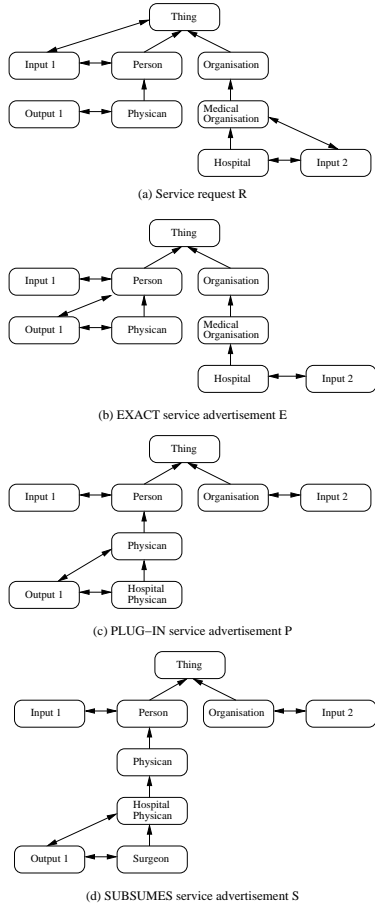 Thing
Input 1
Person
Organisation
Output 1
Physican
Medical
Organisation
Hospital
Input 2
(a) Service request R
Thing
Input 1
Person
Organisation
Output 1
Physican
Medical
Organisation
Hospital
Input 2
(b) EXACT service advertisement E
Thing
Input 1
Person
Organisation
Input 2
Physican
Output 1
Hospital
Physican
(c) PLUG–IN service advertisement P
Thing
Input 1
Person
Organisation
Input 2
Physican
Hospital
Physican
Output 1
Surgeon
(d) SUBSUMES service advertisement S